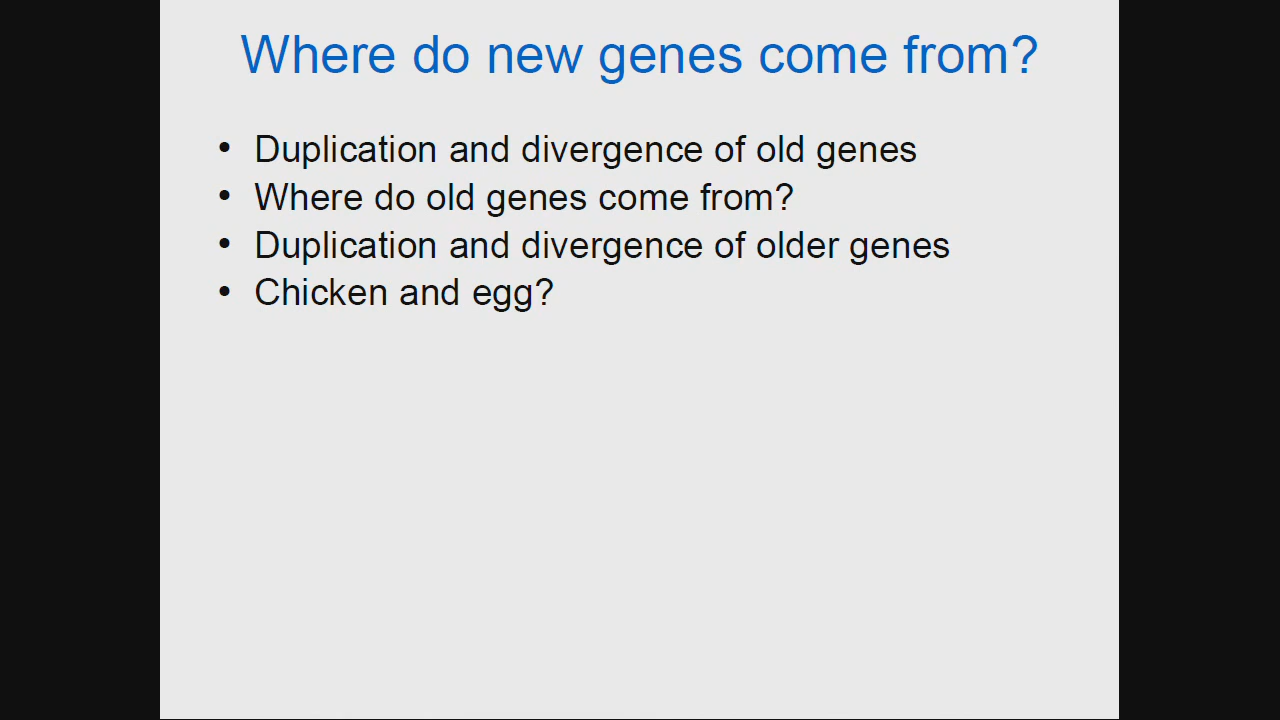 Where do new genes come from?
• Duplication and divergence of old genes
• Where do old genes come from?
• Duplication and divergence of older genes
• Chicken and egg?